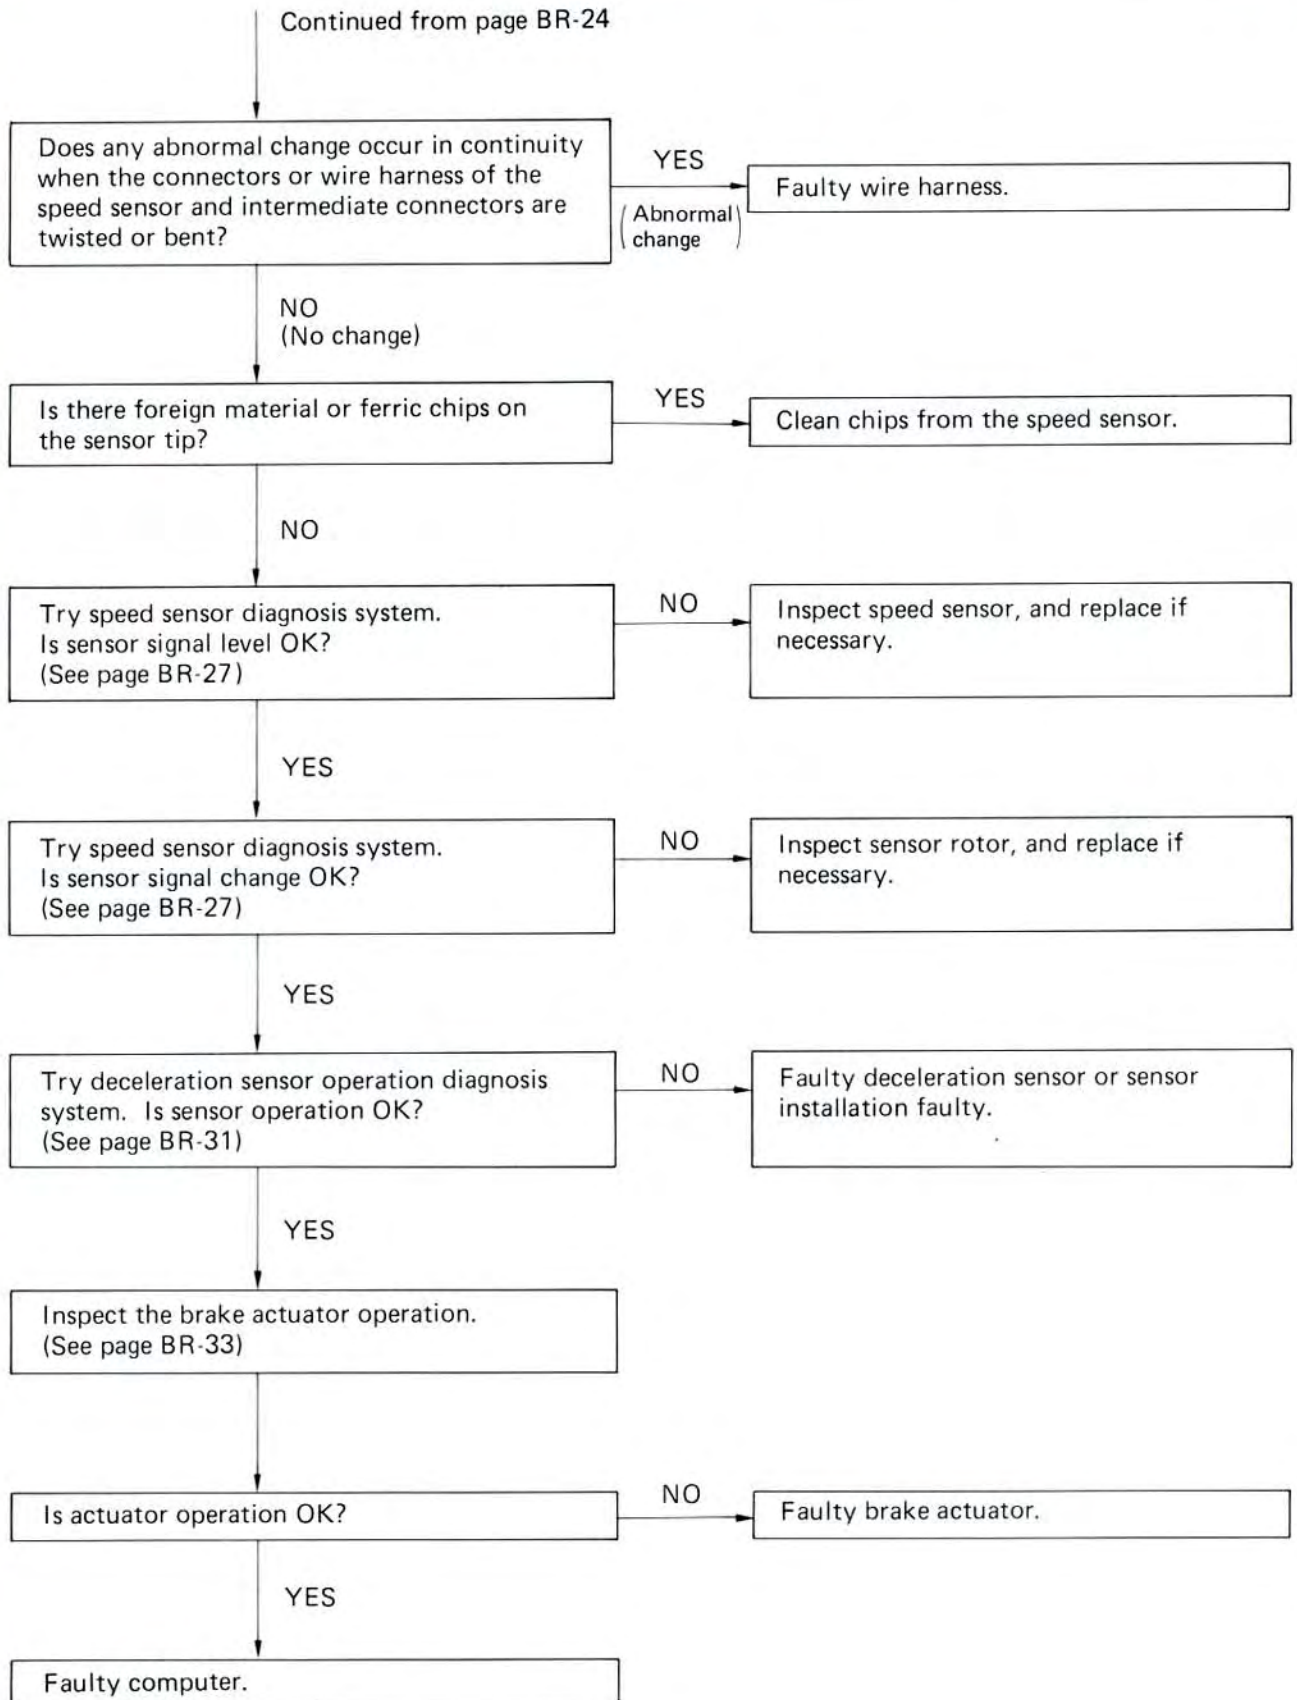 Continued from page BR-24
Does any abnormal change occur in continuity
when the connectors or wire harness of the
speed sensor and intermediate connectors are
twisted or bent?
YES
(Abnormal
change)
Faulty wire harness.
NO
(No change)
Is there foreign material or ferric chips on
the sensor tip?
YES
Clean chips from the speed sensor.
NO
Try speed sensor diagnosis system.
Is sensor signal level OK?
(See page BR-27)
NO
Inspect speed sensor, and replace if
necessary.
YES
Try speed sensor diagnosis system.
Is sensor signal change OK?
(See page BR-27)
NO
Inspect sensor rotor, and replace if
necessary.
YES
Try deceleration sensor operation diagnosis
system. Is sensor operation OK?
(See page BR-31)
NO
Faulty deceleration sensor or sensor
installation faulty.
YES
Inspect the brake actuator operation.
(See page BR-33)
Is actuator operation OK?
NO
Faulty brake actuator.
YES
Faulty computer.